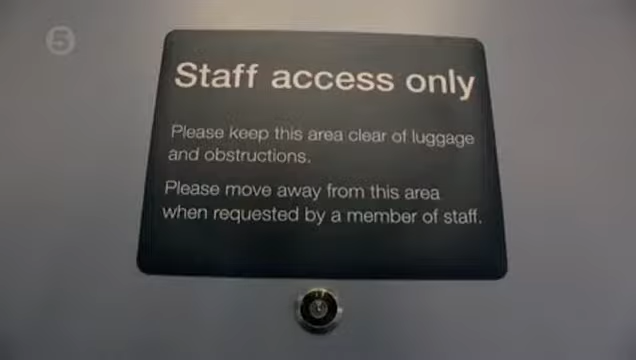 5
Staff access only
Please keep this area clear of luggage
and obstructions.
Please move away from this area
when requested by a member of staff.